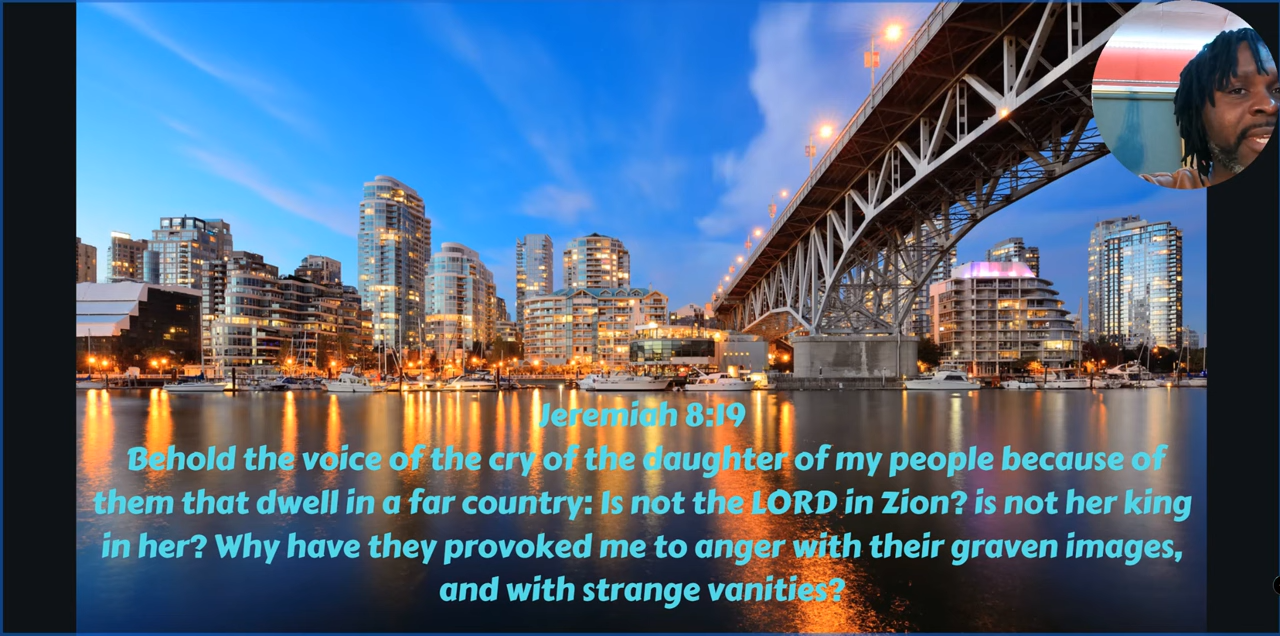 Jeremiah 8:19
Behold the voice of the cry of the daughter of my people because of
them that dwell in a far country: Is not the LORD in Zion? is not her king
in her? Why have they provoked me to anger with their graven images,
and with strange vanities?